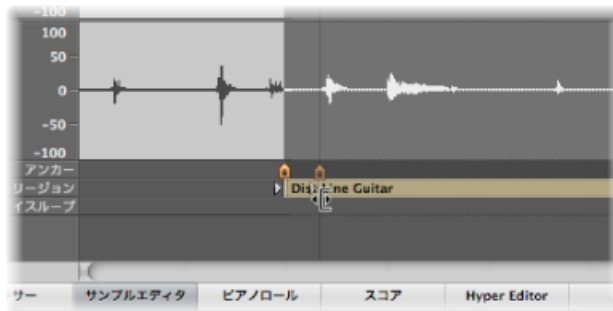 -100
100
50
0
-50
-100
アンカー
リージョン
Dis
ine Guitar
イスループ
サー
サンプルエディタ
ピアノロール
スコア
Hyper Editor